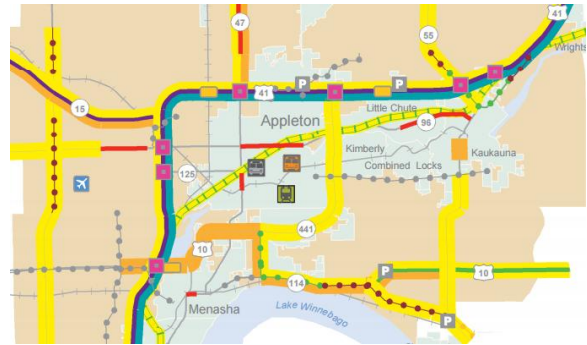 47
41
55
Wrights
15
P
P
41
Little Chute
Appleton
96
Kimberly
Kaukauna
Combined Locks
125
441
10
P
10
114
Lake Winnebago
Menasha
P